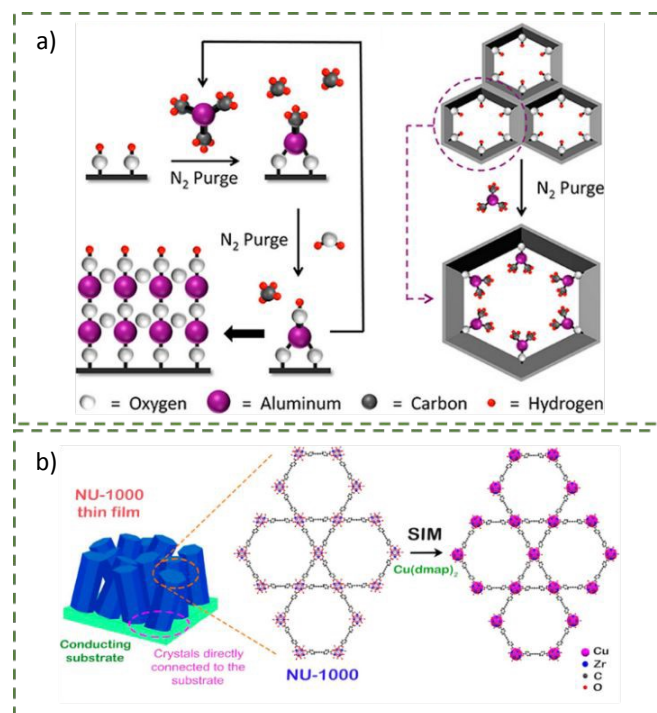 a)
N₂ Purge
N₂ Purge
N₂ Purge
= Oxygen = Aluminum = Carbon = Hydrogen
b)
NU-1000
thin film
Conducting
substrate
Crystals directly
connected to the
substrate
NU-1000
SIM
Cu(dmap)₂
Cu
Zr
C
O